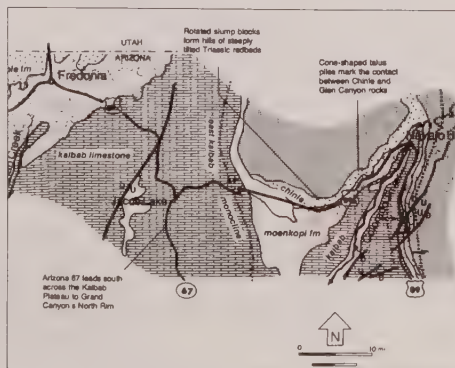 Rotated slump blocks
form hills of steeply
tilted Triassic redbeds
UTAH
ARIZONA
Cone-shaped talus
piles mark the contact
between Chinle and
Glen Canyon rocks
Fredonia
kaibab limestone
east kaibab
monocline
chinle
moenkopi fm
kaibab
Arizona 67 leads south
across the Kaibab
Plateau to Grand
Canyon s North Rim
67
89
N
0 10 mi